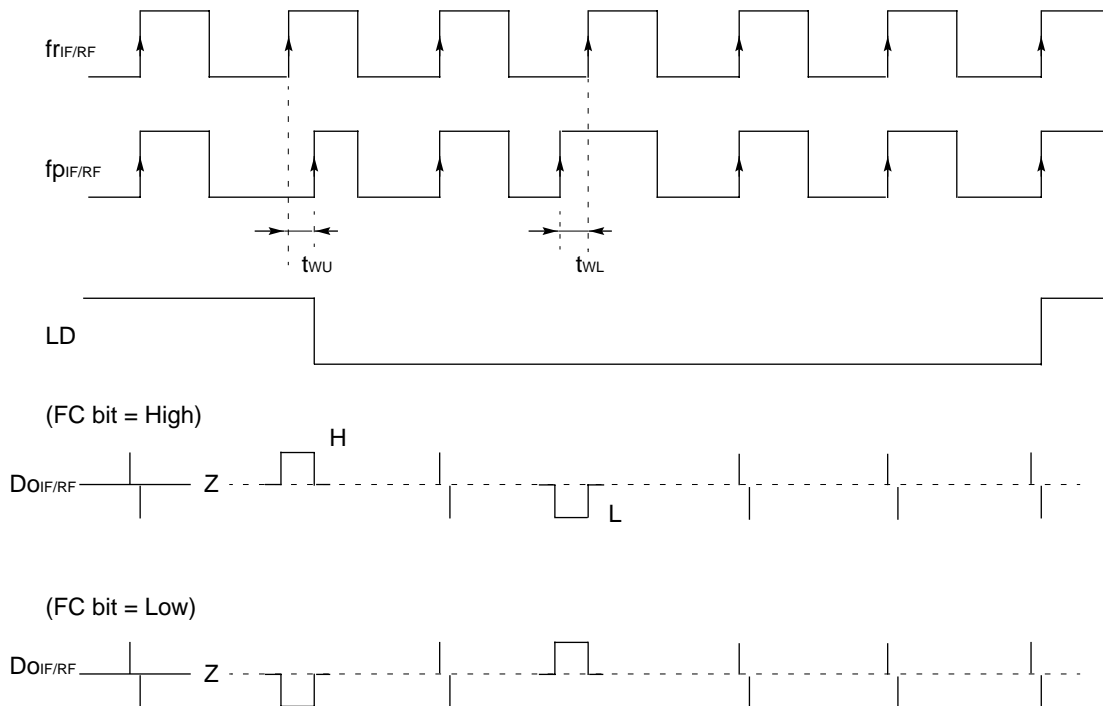 frIF/RF
fpIF/RF
tWU
tWL
LD
(FC bit = High)
H
DoIF/RF
Z
L
(FC bit = Low)
DoIF/RF
Z